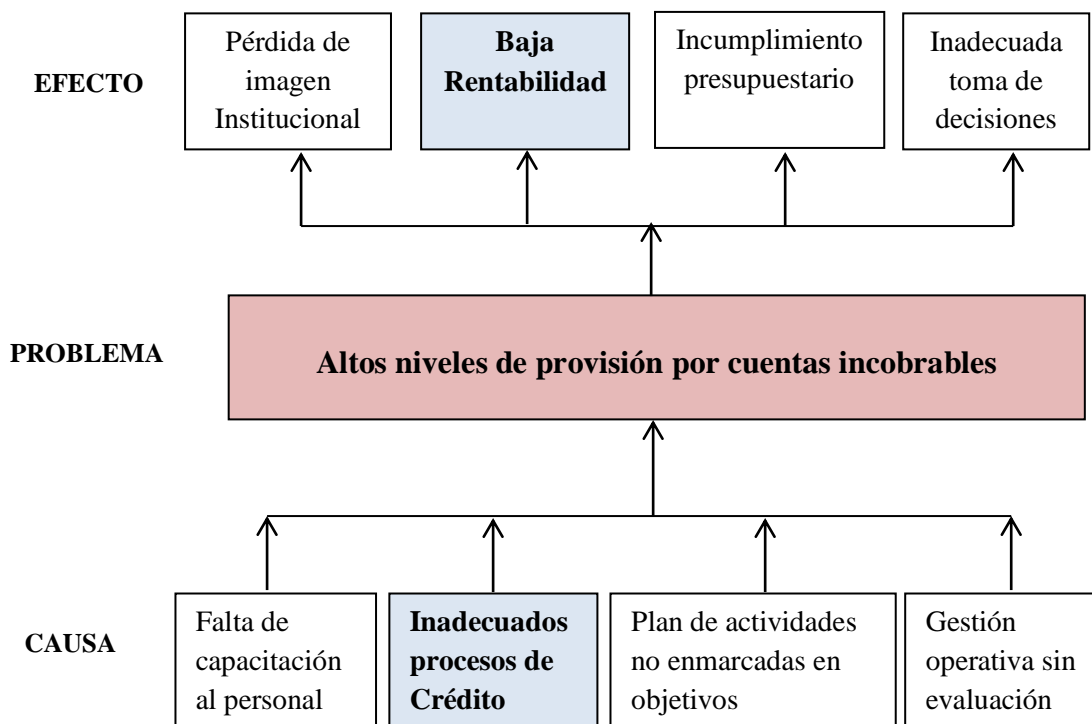 EFECTO
Pérdida de
imagen
Institucional
Baja
Rentabilidad
Incumplimiento
presupuestario
Inadecuada
toma de
decisiones
PROBLEMA
Altos niveles de provisión por cuentas incobrables
CAUSA
Falta de
capacitación
al personal
Inadecuados
procesos de
Crédito
Plan de actividades
no enmarcadas en
objetivos
Gestión
operativa sin
evaluación